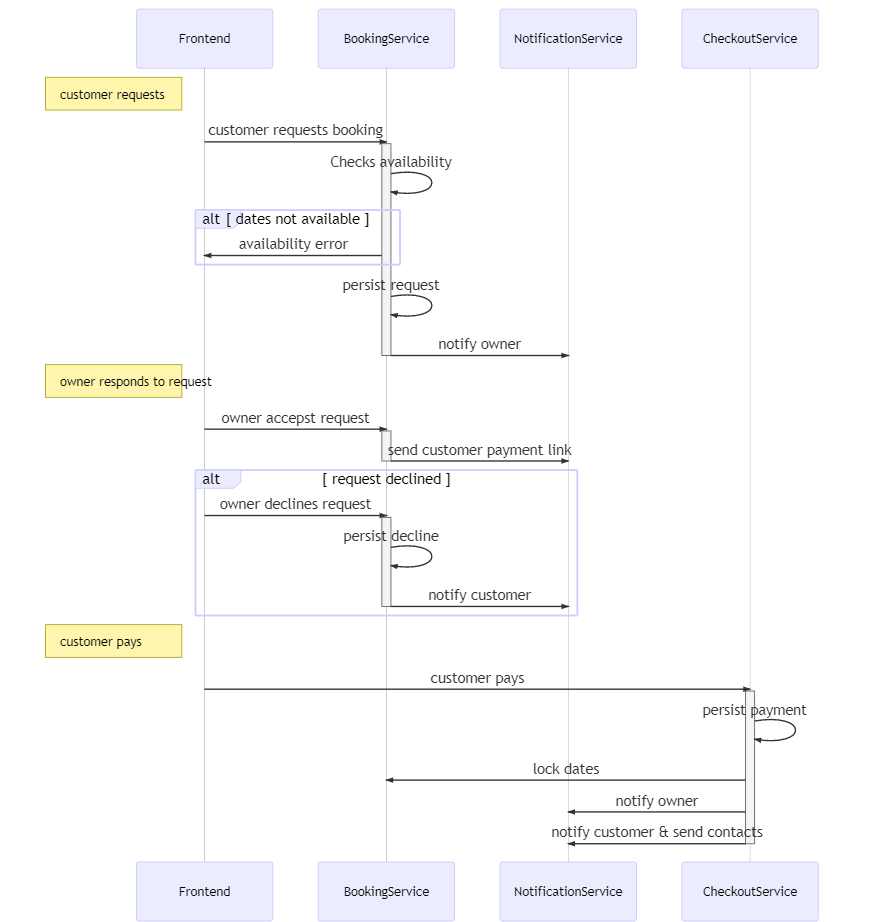 Frontend
BookingService
NotificationService
CheckoutService
customer requests
customer requests booking
Checks availability
alt [ dates not available ]
availability error
persist request
notify owner
owner responds to request
owner accepst request
send customer payment link
alt [ request declined ]
owner declines request
persist decline
notify customer
customer pays
customer pays
persist payment
lock dates
notify owner
notify customer & send contacts
Frontend
BookingService
NotificationService
CheckoutService